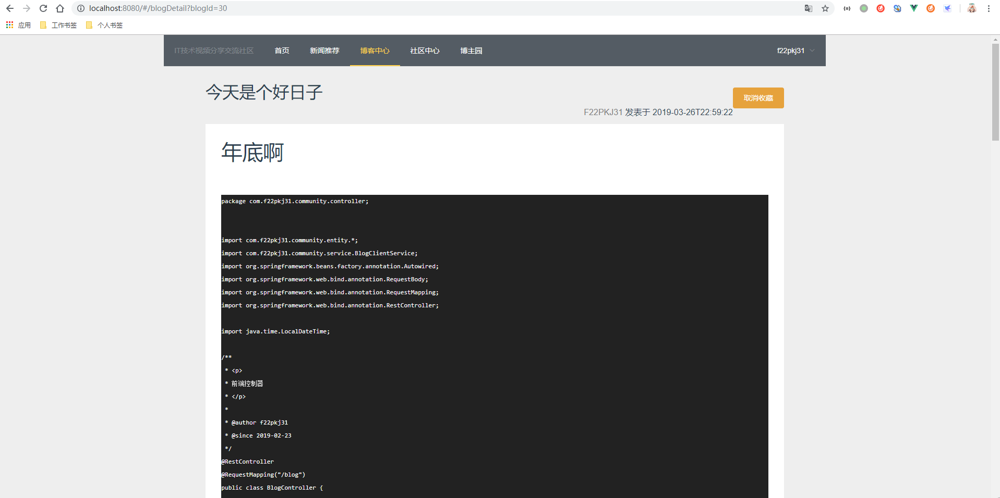 localhost:8080/#/blogDetail?blogId=30
应用 工作书签 个人书签
IT技术视频分享交流社区 首页 新闻推荐 博客中心 社区中心 博主园 f22pkj31
今天是个好日子
取消收藏
F22PKJ31 发表于 2019-03-26T22:59:22
年底啊
package com.f22pkj31.community.controller;
import com.f22pkj31.community.entity.*;
import com.f22pkj31.community.service.BlogClientService;
import org.springframework.beans.factory.annotation.Autowired;
import org.springframework.web.bind.annotation.RequestBody;
import org.springframework.web.bind.annotation.RequestMapping;
import org.springframework.web.bind.annotation.RestController;
import java.time.LocalDateTime;
/**
 * <p>
 * 前端控制器
 * </p>
 *
 * @author f22pkj31
 * @since 2019-02-23
 */
@RestController
@RequestMapping("/blog")
public class BlogController {